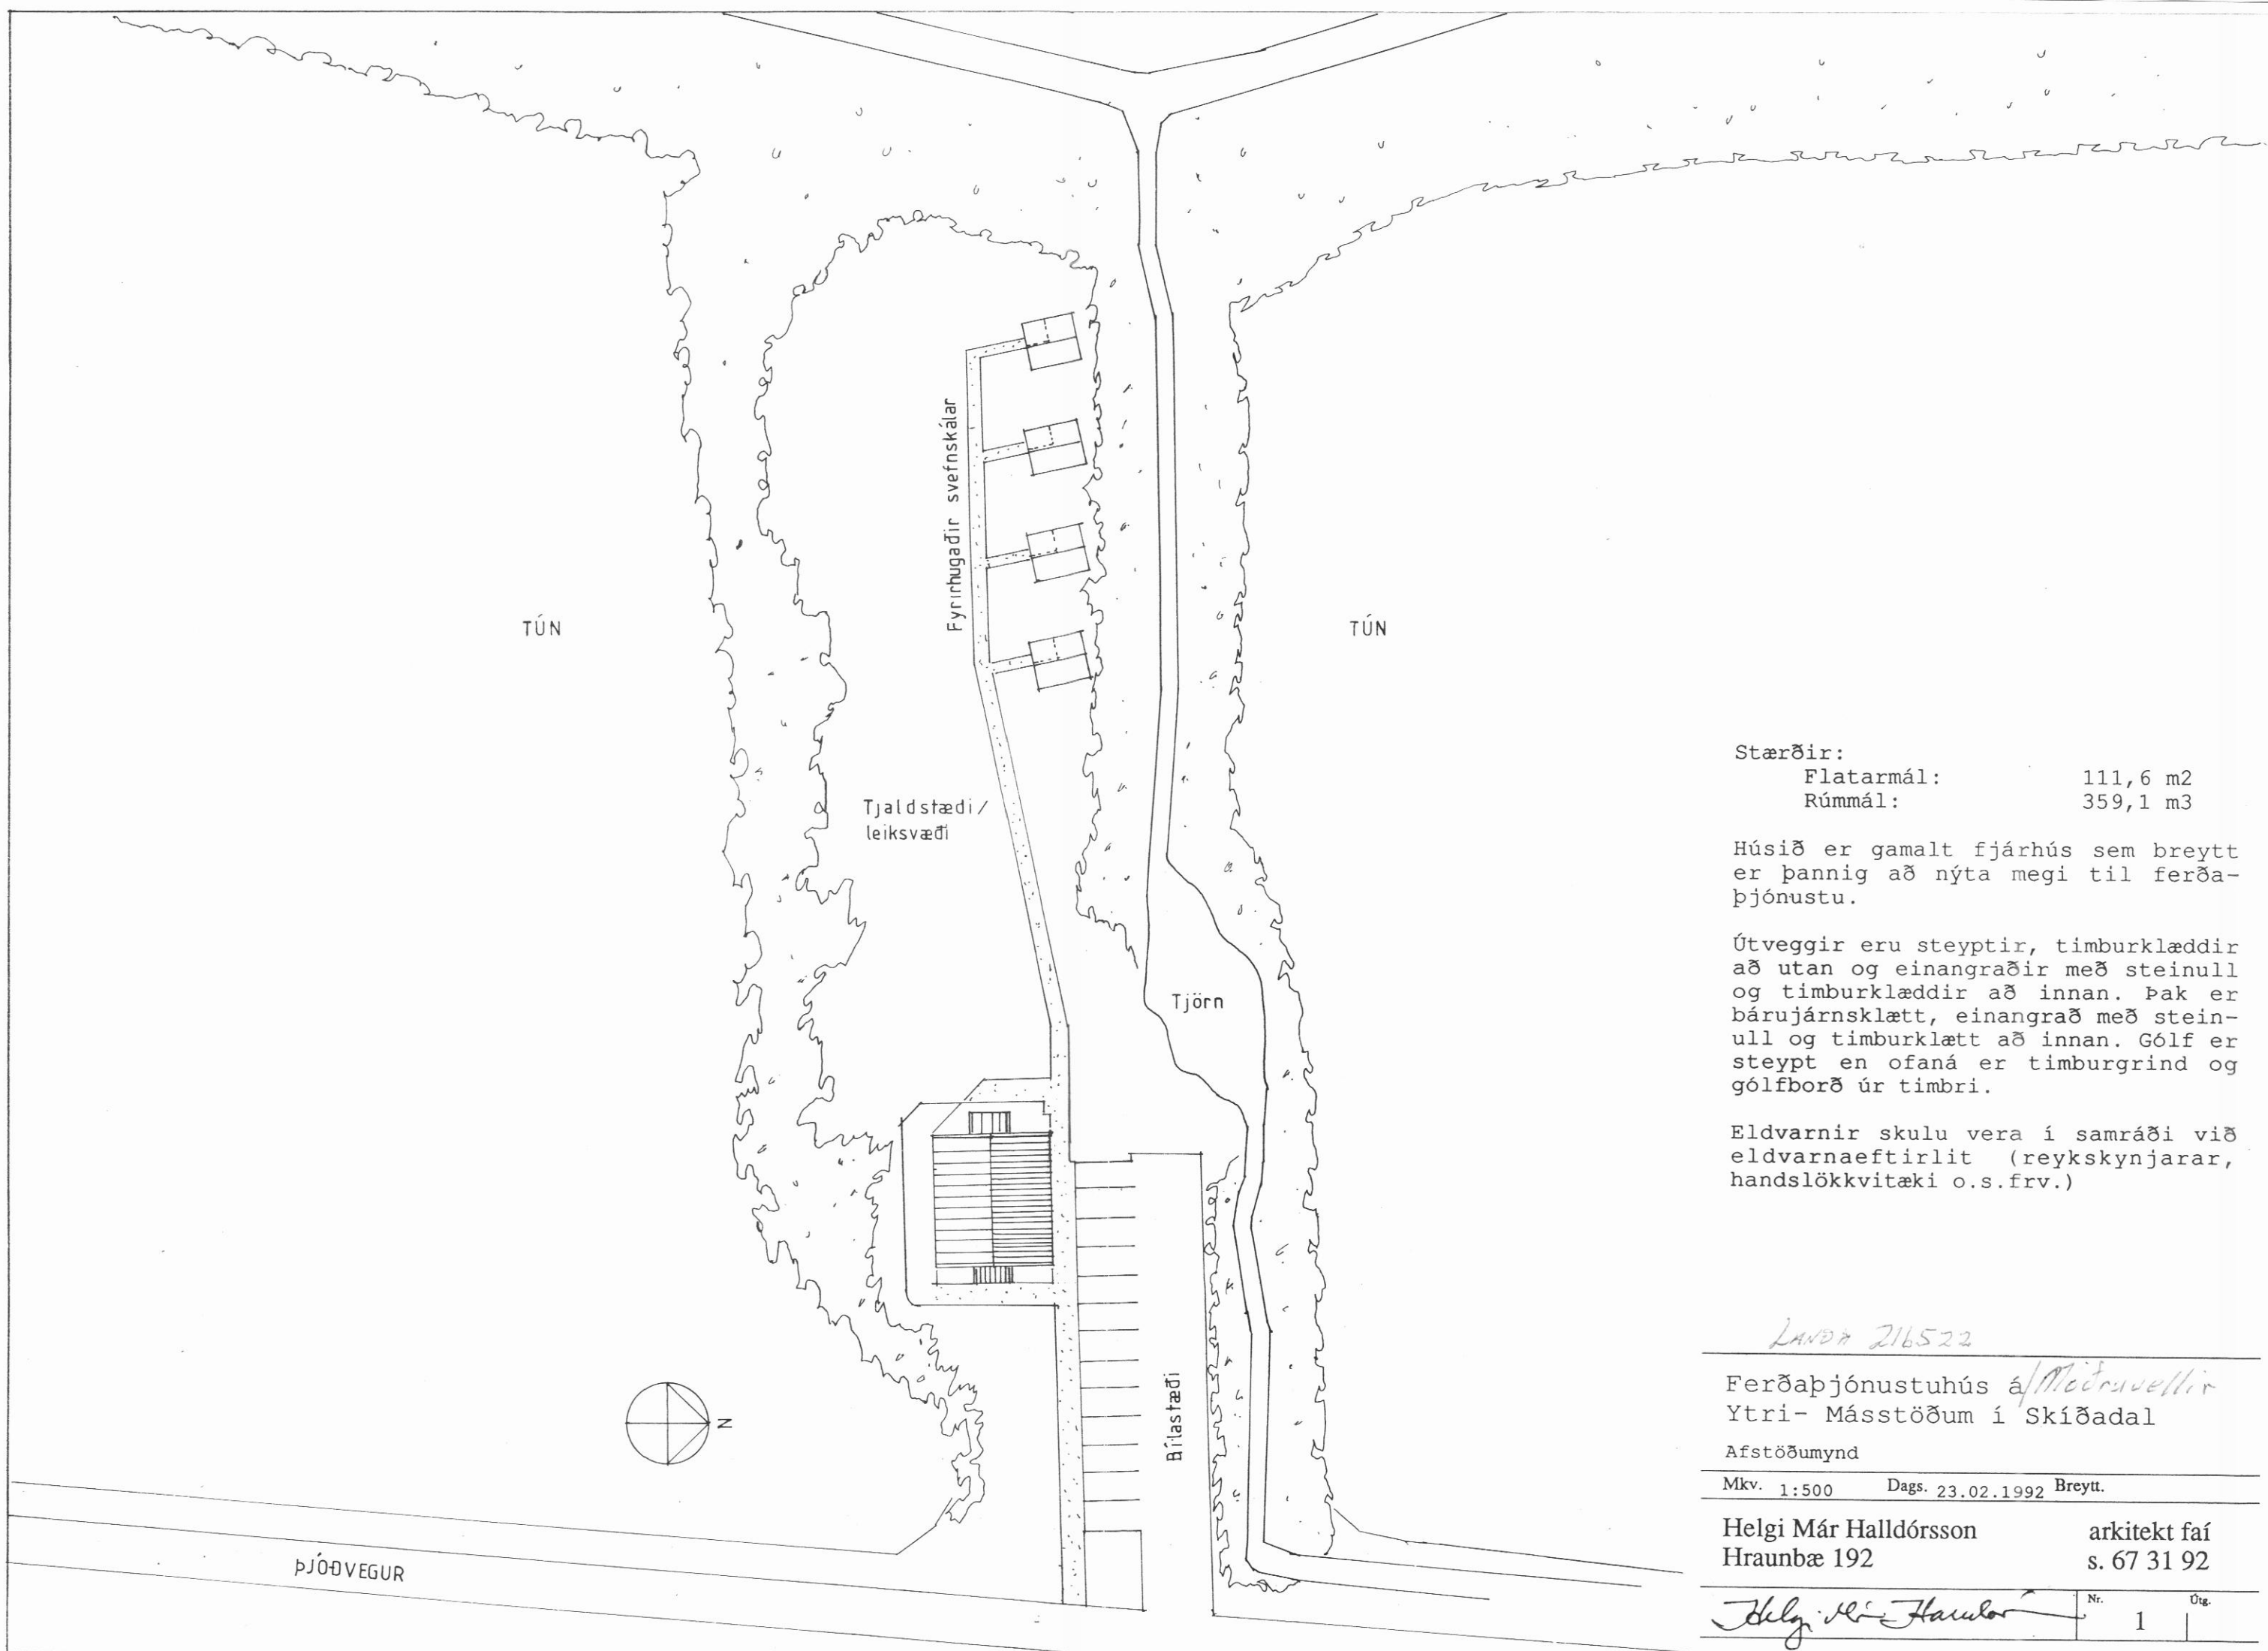 Fyrirhugaðir svefnskálar
TÚN
TÚN
Tjaldstædi/
leiksvæði
Tjörn
Bílastæði
N
ÞJÓÐVEGUR
Stærðir:
Flatarmál: 111,6 m2
Rúmmál: 359,1 m3
Húsið er gamalt fjárhús sem breytt
er þannig að nýta megi til ferða-
þjónustu.
Útveggir eru steyptir, timburklæddir
að utan og einangraðir með steinull
og timburklæddir að innan. Þak er
bárujárnsklætt, einangrað með stein-
ull og timburklætt að innan. Gólf er
steypt en ofaná er timburgrind og
gólfborð úr timbri.
Eldvarnir skulu vera í samráði við
eldvarnaeftirlit (reykskynjarar,
handslökkvitæki o.s.frv.)
LANDA 216522
Ferðaþjónustuhús á/
Ytri- Másstöðum í Skíðadal
Afstöðumynd
Mkv. 1:500 Dags. 23.02.1992 Breytt.
Helgi Már Halldórsson arkitekt faí
Hraunbæ 192 s. 67 31 92
Nr. Útg.
1